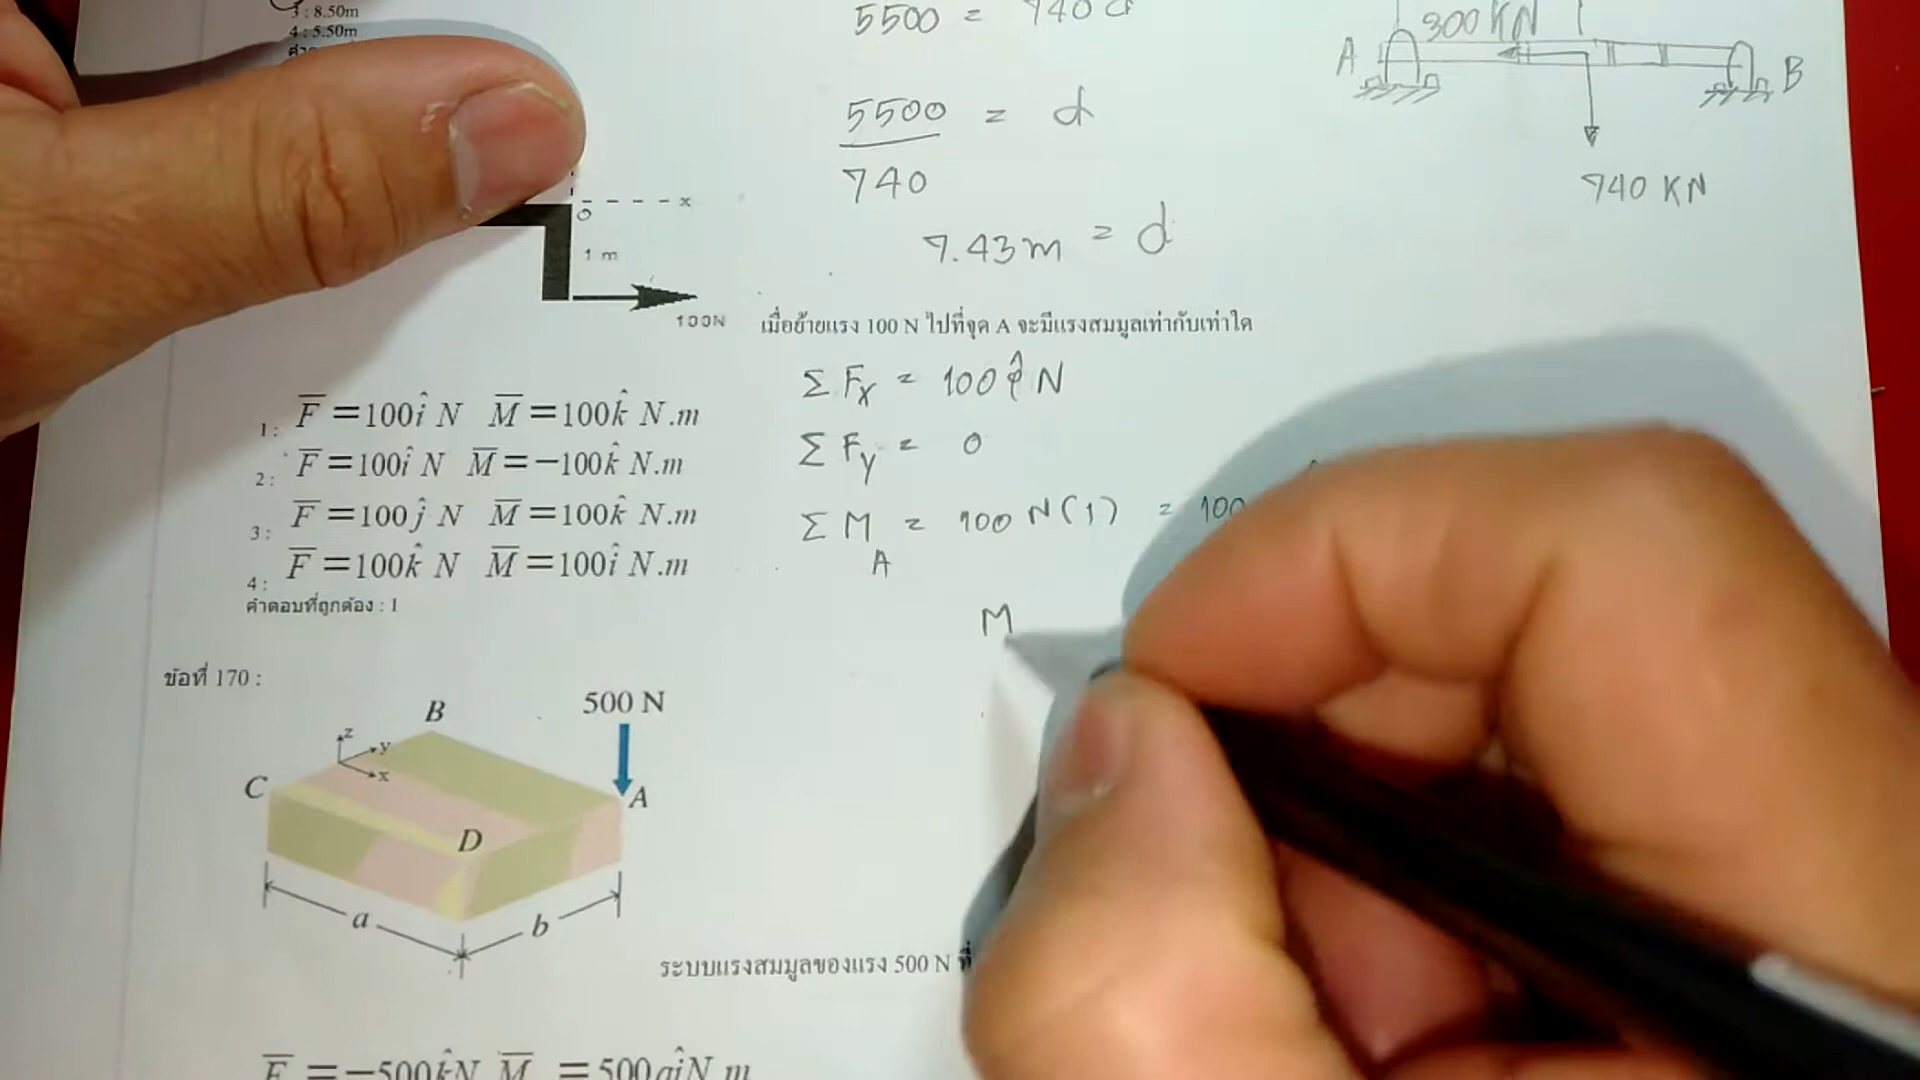 3 : 8.50m
4 : 5.50m
5500 = 740 d
5500 = d
740
7.43 m = d
300 KN
A
B
740 KN
x
O
1 m
100N
เมื่อย้ายแรง 100 N ไปที่จุด A จะมีแรงสมมูลเท่ากับเท่าใด
Σ Fx = 100 î N
Σ Fy = 0
Σ M = 100 N (1) = 100
A
M
1: F̅ =100î N M̅ =100k̂ N.m
2: F̅ =100î N M̅ =−100k̂ N.m
3: F̅ =100ĵ N M̅ =100k̂ N.m
4: F̅ =100k̂ N M̅ =100î N.m
คำตอบที่ถูกต้อง : 1
ข้อที่ 170 :
500 N
B
z
y
x
C
A
D
a
b
ระบบแรงสมมูลของแรง 500 N ที่
F̅ =−500k̂N M̅ =500aîN.m